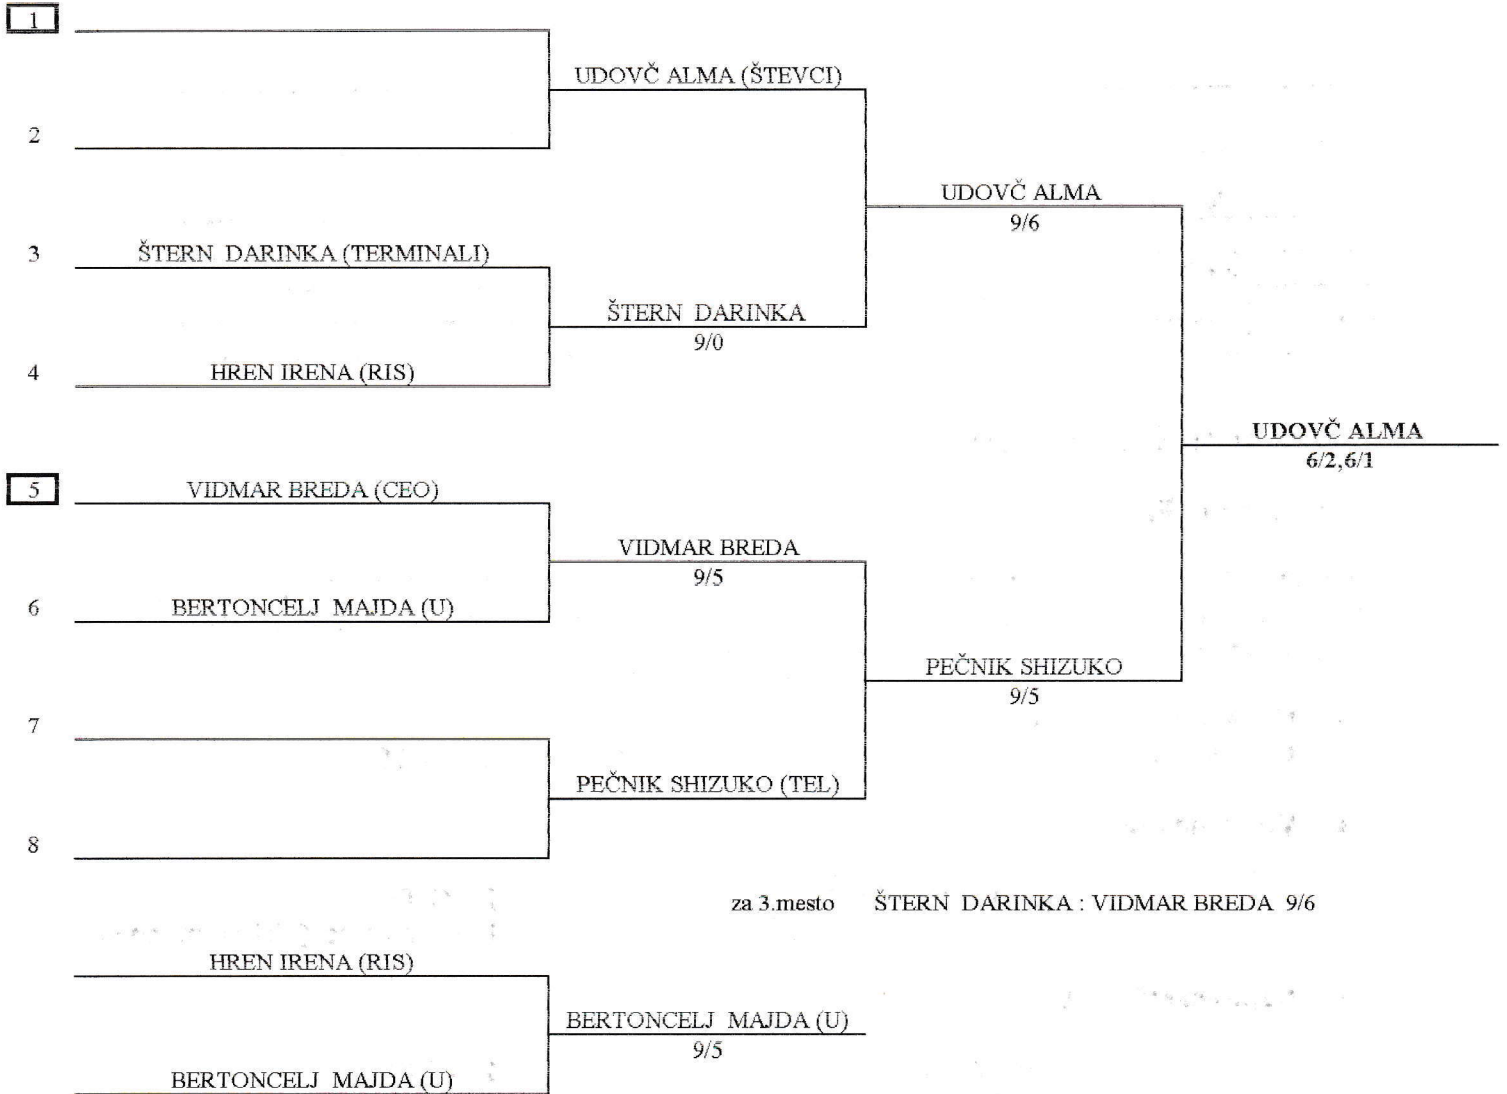 1
UDOVČ ALMA (ŠTEVCI)
2
UDOVČ ALMA
9/6
3 ŠTERN DARINKA (TERMINALI)
ŠTERN DARINKA
9/0
4 HREN IRENA (RIS)
UDOVČ ALMA
6/2,6/1
5 VIDMAR BREDA (CEO)
VIDMAR BREDA
9/5
6 BERTONCELJ MAJDA (U)
PEČNIK SHIZUKO
9/5
7
PEČNIK SHIZUKO (TEL)
8
za 3.mesto ŠTERN DARINKA : VIDMAR BREDA 9/6
HREN IRENA (RIS)
BERTONCELJ MAJDA (U)
9/5
BERTONCELJ MAJDA (U)